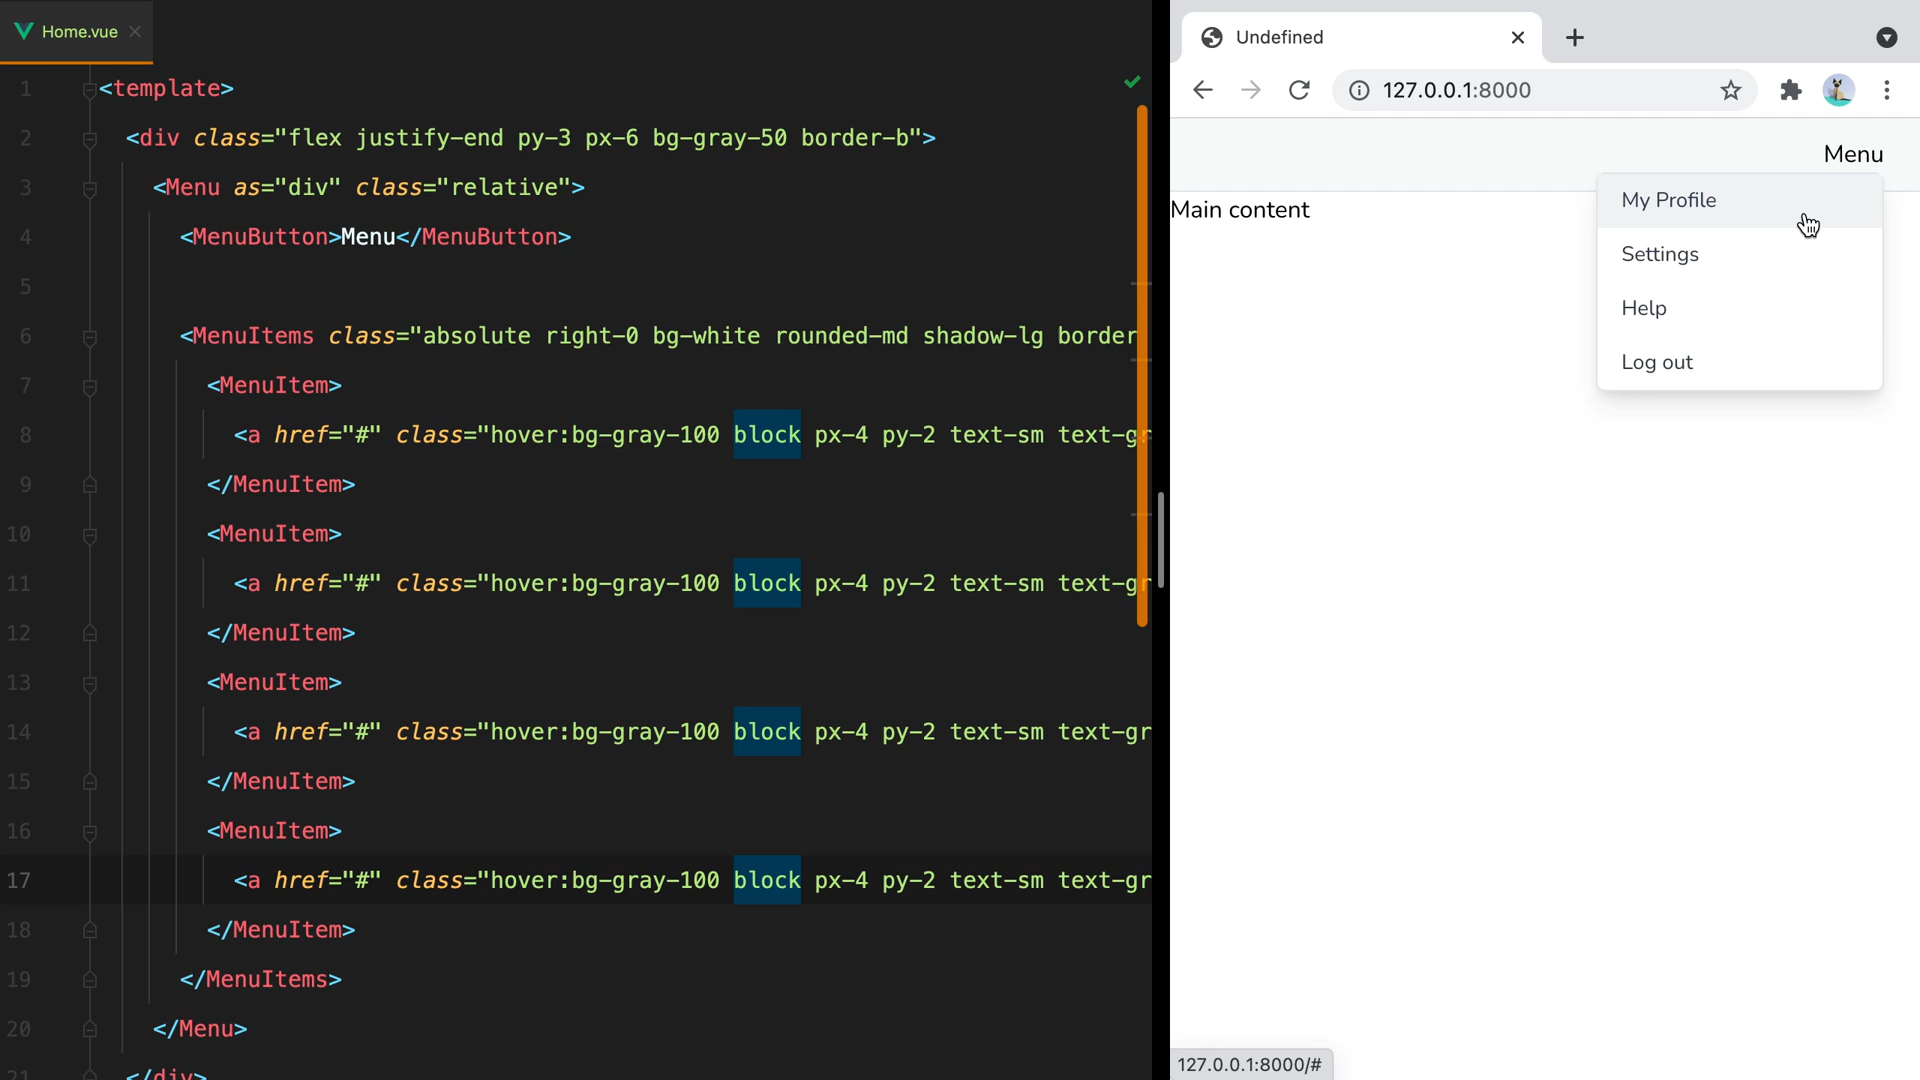 Home.vue
1 <template>
2 <div class="flex justify-end py-3 px-6 bg-gray-50 border-b">
3 <Menu as="div" class="relative">
4 <MenuButton>Menu</MenuButton>
5
6 <MenuItems class="absolute right-0 bg-white rounded-md shadow-lg border
7 <MenuItem>
8 <a href="#" class="hover:bg-gray-100 block px-4 py-2 text-sm text-gr
9 </MenuItem>
10 <MenuItem>
11 <a href="#" class="hover:bg-gray-100 block px-4 py-2 text-sm text-gr
12 </MenuItem>
13 <MenuItem>
14 <a href="#" class="hover:bg-gray-100 block px-4 py-2 text-sm text-gr
15 </MenuItem>
16 <MenuItem>
17 <a href="#" class="hover:bg-gray-100 block px-4 py-2 text-sm text-gr
18 </MenuItem>
19 </MenuItems>
20 </Menu>
21 </div>
Undefined
127.0.0.1:8000
Menu
Main content
My Profile
Settings
Help
Log out
127.0.0.1:8000/#